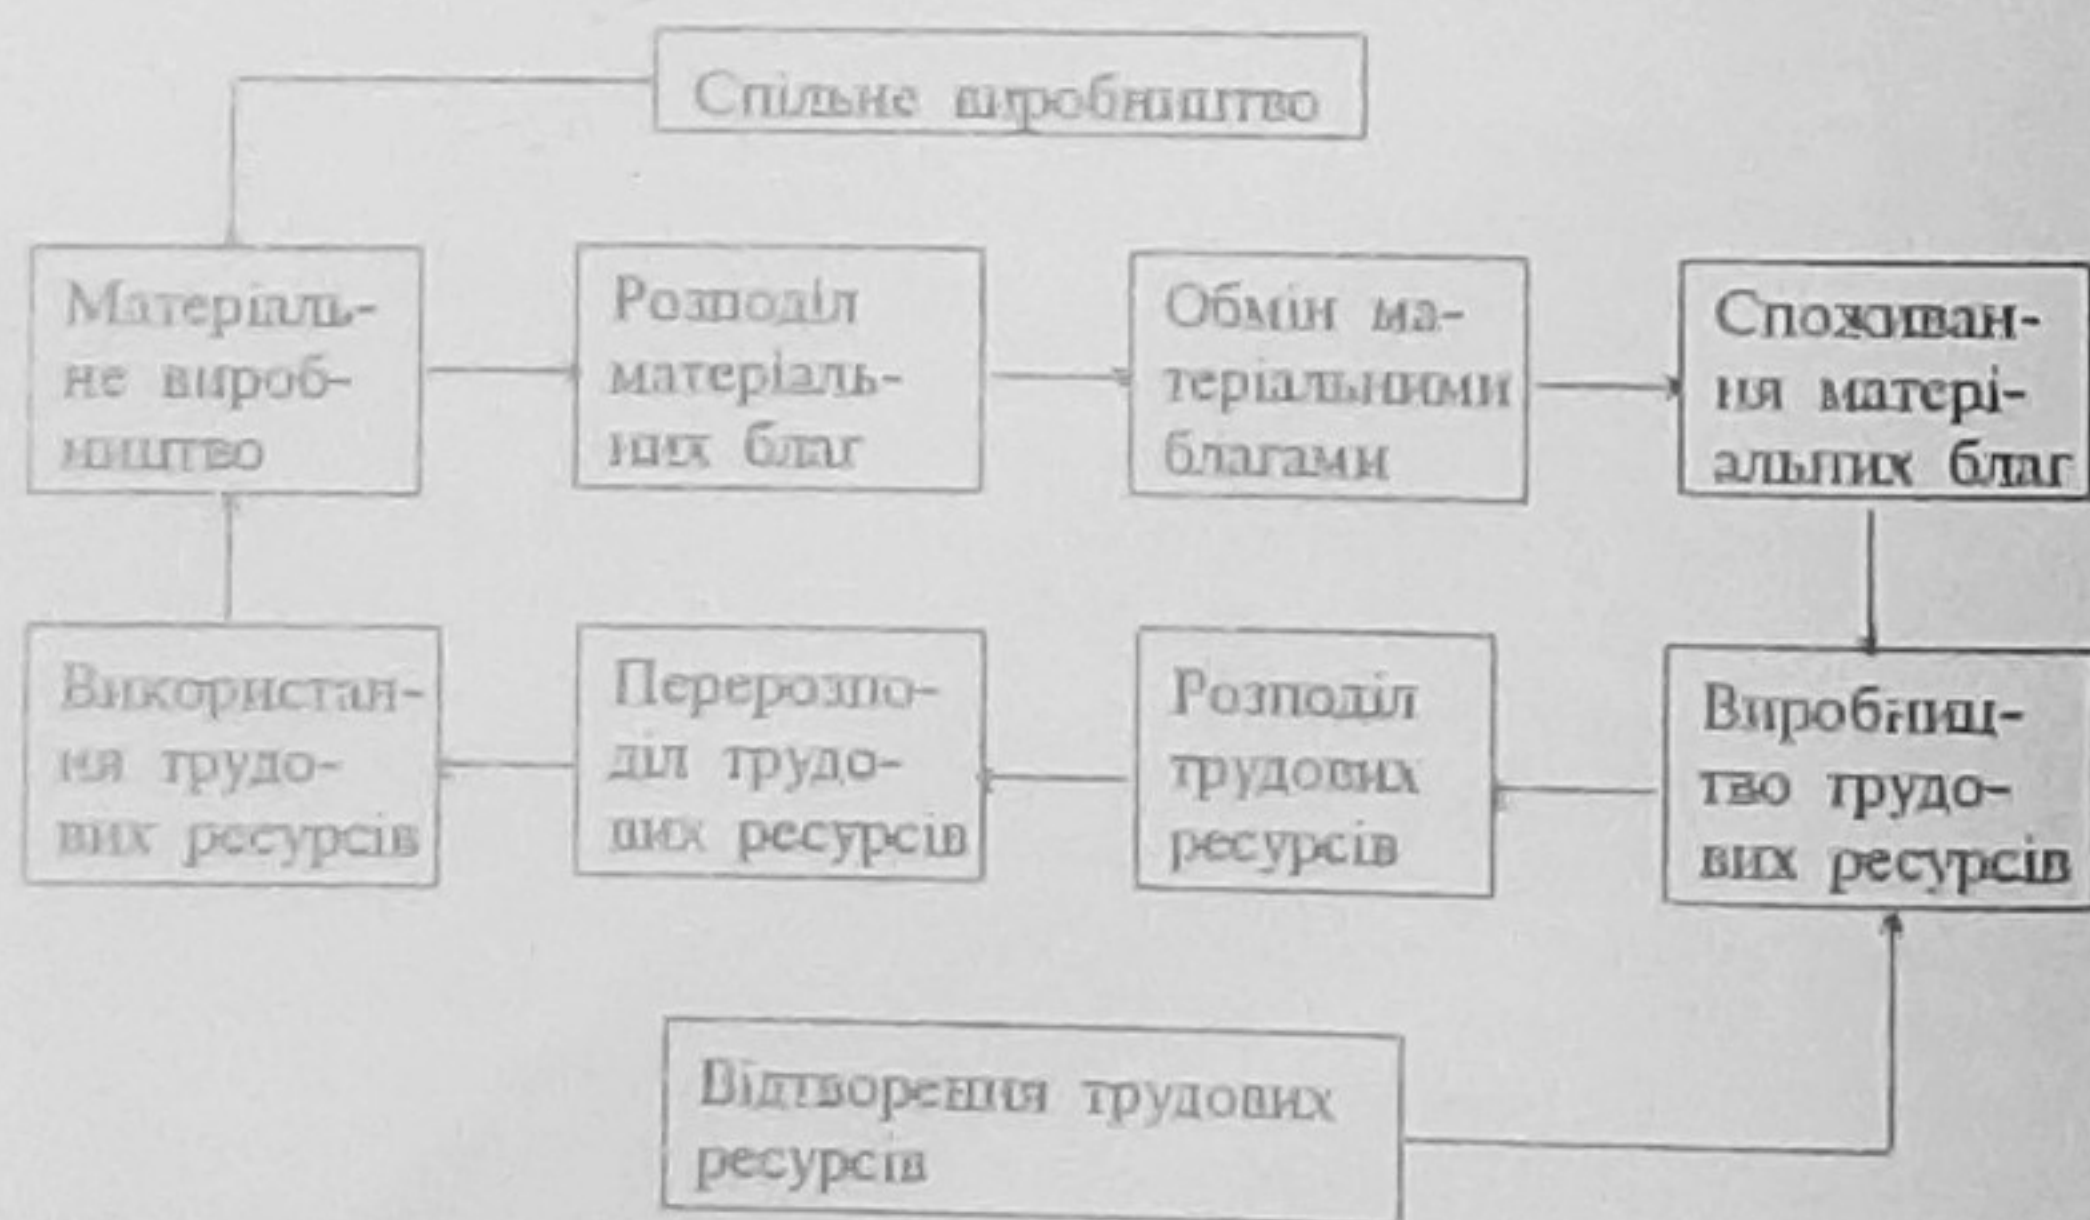 Спільне виробництво
Матеріаль-
не вироб-
ництво
Розподіл
матеріаль-
них благ
Обмін ма-
теріальними
благами
Споживан-
ня матері-
альних благ
Використан-
ня трудо-
вих ресурсів
Перерозпо-
діл трудо-
вих ресурсів
Розподіл
трудових
ресурсів
Виробниц-
тво трудо-
вих ресурсів
Відтворення трудових
ресурсів